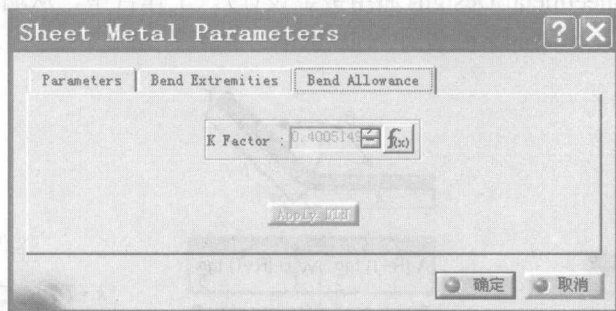 Sheet Metal Parameters
Parameters
Bend Extremities
Bend Allowance
K Factor :
f(x)
Apply DIN
确定
取消